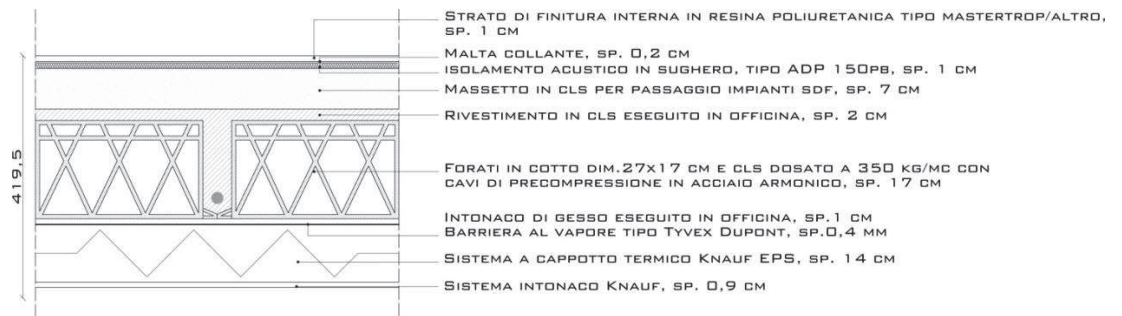 STRATO DI FINITURA INTERNA IN RESINA POLIURETANICA TIPO MASTERTROP/ALTRO,
SP. 1 CM
MALTA COLLANTE, SP. 0,2 CM
ISOLAMENTO ACUSTICO IN SUGHERO, TIPO ADP 150PB, SP. 1 CM
MASSETTO IN CLS PER PASSAGGIO IMPIANTI SDF, SP. 7 CM
RIVESTIMENTO IN CLS ESEGUITO IN OFFICINA, SP. 2 CM
419,5
FORATI IN COTTO DIM.27X17 CM E CLS DOSATO A 350 KG/MC CON
CAVI DI PRECOMPRESSIONE IN ACCIAIO ARMONICO, SP. 17 CM
INTONACO DI GESSO ESEGUITO IN OFFICINA, SP.1 CM
BARRIERA AL VAPORE TIPO TYVEX DUPONT, SP.0,4 MM
SISTEMA A CAPPOTTO TERMICO KNAUF EPS, SP. 14 CM
SISTEMA INTONACO KNAUF, SP. 0,9 CM